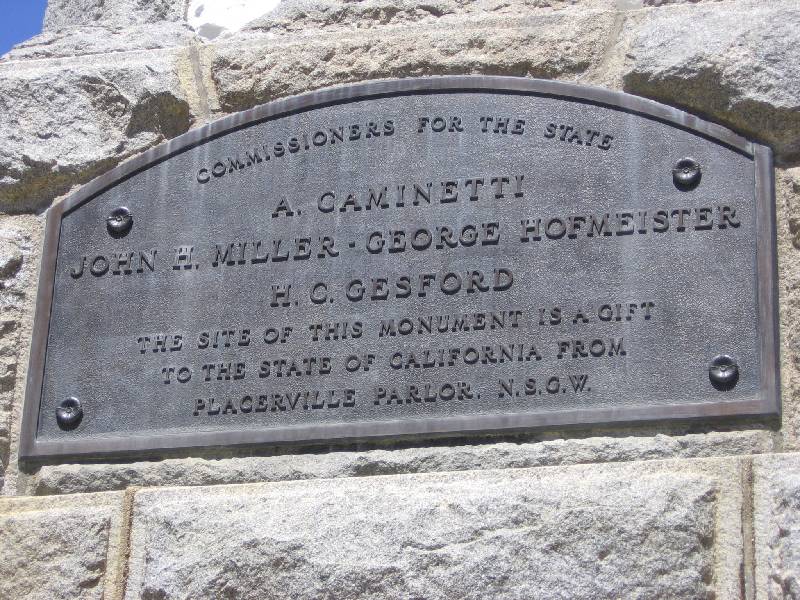 COMMISSIONERS FOR THE STATE
A. CAMINETTI
JOHN H. MILLER · GEORGE HOFMEISTER
H. C. GESFORD
THE SITE OF THIS MONUMENT IS A GIFT
TO THE STATE OF CALIFORNIA FROM
PLACERVILLE PARLOR. N.S.G.W.